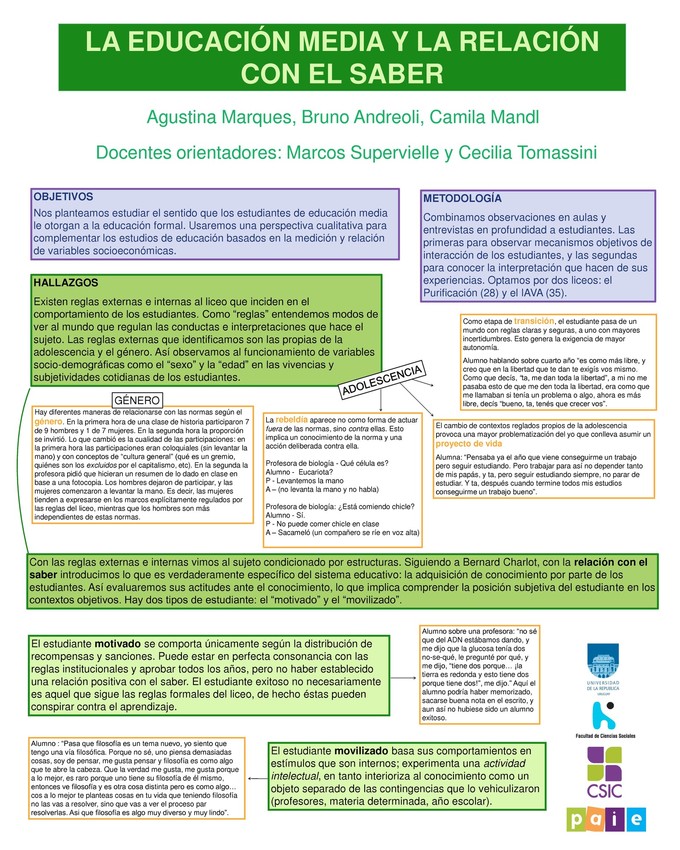 LA EDUCACIÓN MEDIA Y LA RELACIÓN
CON EL SABER
Agustina Marques, Bruno Andreoli, Camila Mandl
Docentes orientadores: Marcos Supervielle y Cecilia Tomassini
OBJETIVOS
Nos planteamos estudiar el sentido que los estudiantes de educación media
le otorgan a la educación formal. Usaremos una perspectiva cualitativa para
complementar los estudios de educación basados en la medición y relación
de variables socioeconómicas.
METODOLOGÍA
Combinamos observaciones en aulas y
entrevistas en profundidad a estudiantes. Las
primeras para observar mecanismos objetivos de
interacción de los estudiantes, y las segundas
para conocer la interpretación que hacen de sus
experiencias. Optamos por dos liceos: el
Purificación (28) y el IAVA (35).
HALLAZGOS
Existen reglas externas e internas al liceo que inciden en el
comportamiento de los estudiantes. Como “reglas” entendemos modos de
ver al mundo que regulan las conductas e interpretaciones que hace el
sujeto. Las reglas externas que identificamos son las propias de la
adolescencia y el género. Así observamos al funcionamiento de variables
socio-demográficas como el “sexo” y la “edad” en las vivencias y
subjetividades cotidianas de los estudiantes.
ADOLESCENCIA
Como etapa de transición, el estudiante pasa de un
mundo con reglas claras y seguras, a uno con mayores
incertidumbres. Esto genera la exigencia de mayor
autonomía.
Alumno hablando sobre cuarto año “es como más libre, y
creo que en la libertad que te dan te exigís vos mismo.
Como que decís, “ta, me dan toda la libertad”, a mi no me
pasaba esto de que me den toda la libertad, era como que
me llamaban si tenía un problema o algo, ahora es más
libre, decís “bueno, ta, tenés que crecer vos”.
GÉNERO
Hay diferentes maneras de relacionarse con las normas según el
género. En la primera hora de una clase de historia participaron 7
de 9 hombres y 1 de 7 mujeres. En la segunda hora la proporción
se invirtió. Lo que cambió es la cualidad de las participaciones: en
la primera hora las participaciones eran coloquiales (sin levantar la
mano) y con conceptos de “cultura general” (qué es un gremio,
quiénes son los excluidos por el capitalismo, etc). En la segunda la
profesora pidió que hicieran un resumen de lo dado en clase en
base a una fotocopia. Los hombres dejaron de participar, y las
mujeres comenzaron a levantar la mano. Es decir, las mujeres
tienden a expresarse en los marcos explícitamente regulados por
las reglas del liceo, mientras que los hombres son más
independientes de estas normas.
La rebeldía aparece no como forma de actuar
fuera de las normas, sino contra ellas. Esto
implica un conocimiento de la norma y una
acción deliberada contra ella.
Profesora de biología - Qué célula es?
Alumno - Eucariota?
P - Levantemos la mano
A – (no levanta la mano y no habla)
Profesora de biología: ¿Está comiendo chicle?
Alumno - Sí.
P - No puede comer chicle en clase
A – Sacameló (un compañero se ríe en voz alta)
El cambio de contextos reglados propios de la adolescencia
provoca una mayor problematización del yo que conlleva asumir un
proyecto de vida
Alumna: “Pensaba ya el año que viene conseguirme un trabajo
pero seguir estudiando. Pero trabajar para así no depender tanto
de mis papás, y ta, pero seguir estudiando siempre, no parar de
estudiar. Y ta, después cuando termine todos mis estudios
conseguirme un trabajo bueno”.
Con las reglas externas e internas vimos al sujeto condicionado por estructuras. Siguiendo a Bernard Charlot, con la relación con el
saber introducimos lo que es verdaderamente específico del sistema educativo: la adquisición de conocimiento por parte de los
estudiantes. Así evaluaremos sus actitudes ante el conocimiento, lo que implica comprender la posición subjetiva del estudiante en los
contextos objetivos. Hay dos tipos de estudiante: el “motivado” y el “movilizado”.
El estudiante motivado se comporta únicamente según la distribución de
recompensas y sanciones. Puede estar en perfecta consonancia con las
reglas institucionales y aprobar todos los años, pero no haber establecido
una relación positiva con el saber. El estudiante exitoso no necesariamente
es aquel que sigue las reglas formales del liceo, de hecho éstas pueden
conspirar contra el aprendizaje.
Alumno sobre una profesora: “no sé
que del ADN estábamos dando, y
me dijo que la glucosa tenía dos
no-se-qué, le pregunté por qué, y
me dijo, “tiene dos porque… ¡la
tierra es redonda y esto tiene dos
porque tiene dos!”, me dijo.” Aquí el
alumno podría haber memorizado,
sacarse buena nota en el escrito, y
aun así no hubiese sido un alumno
exitoso.
UNIVERSIDAD
DE LA REPÚBLICA
URUGUAY
Facultad de Ciencias Sociales
CSIC
paie
Alumno : “Pasa que filosofía es un tema nuevo, yo siento que
tengo una vía filosófica. Porque no sé, uno piensa demasiadas
cosas, soy de pensar, me gusta pensar y filosofía es como algo
que te abre la cabeza. Que la verdad me gusta, me gusta porque
a lo mejor, es raro porque uno tiene su filosofía de él mismo,
entonces ve filosofía y es otra cosa distinta pero es como algo…
cos a lo mejor te planteas cosas en tu vida que teniendo filosofía
no las vas a resolver, sino que vas a ver el proceso par
resolverlas. Asi que filosofía es algo muy diverso y muy lindo”.
El estudiante movilizado basa sus comportamientos en
estímulos que son internos; experimenta una actividad
intelectual, en tanto interioriza al conocimiento como un
objeto separado de las contingencias que lo vehiculizaron
(profesores, materia determinada, año escolar).